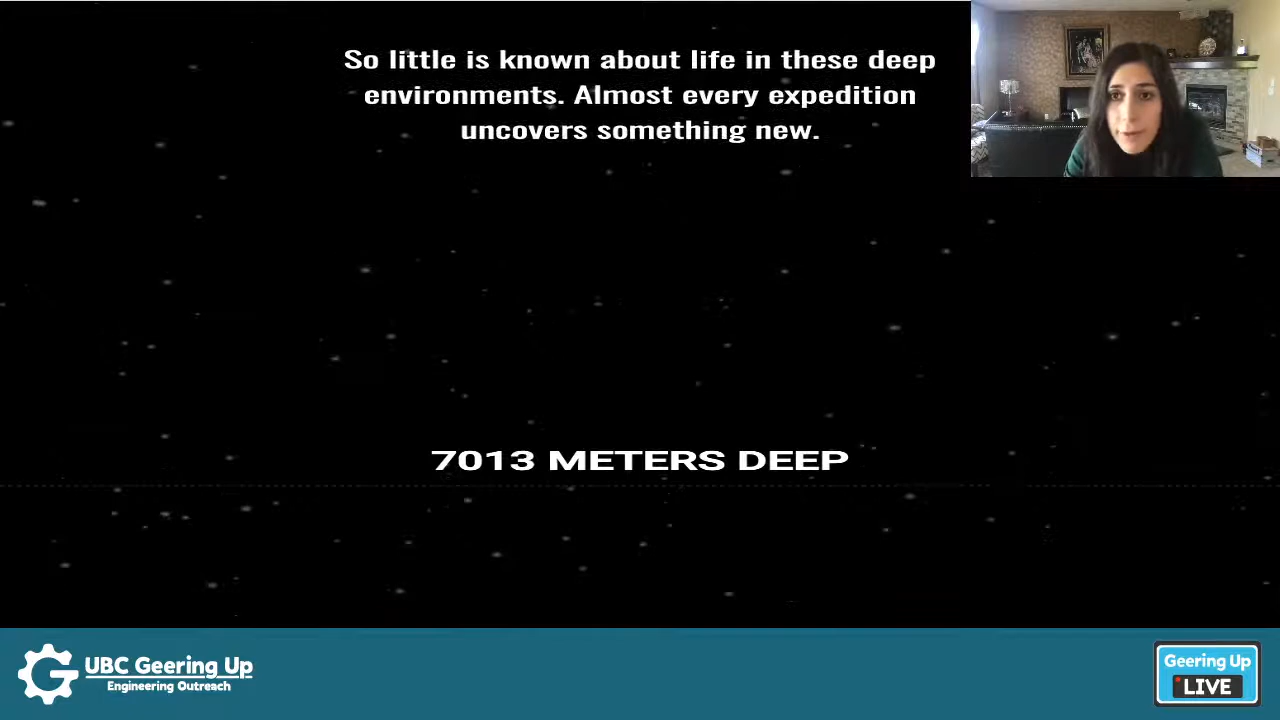 So little is known about life in these deep
environments. Almost every expedition
uncovers something new.
7013 METERS DEEP
UBC Geering Up
Engineering Outreach
Geering Up
LIVE